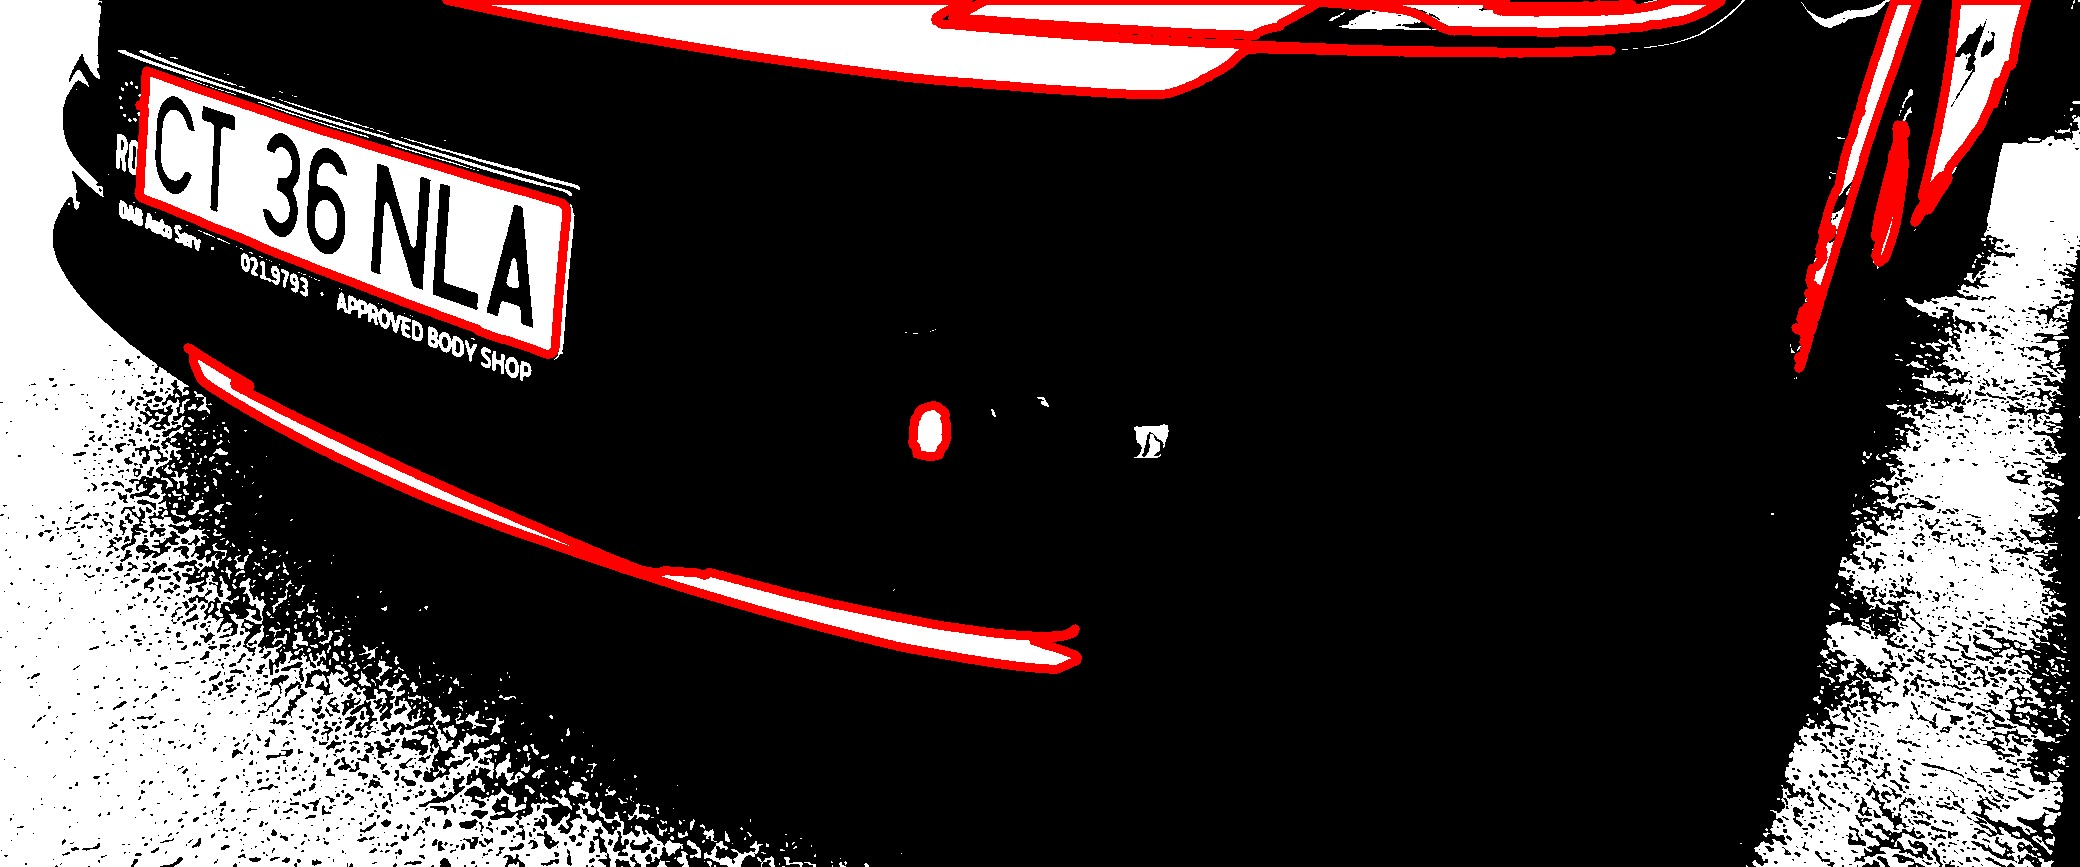 CT 36 NLA
RO
DAB Auto Serv · 021.9793 · APPROVED BODY SHOP